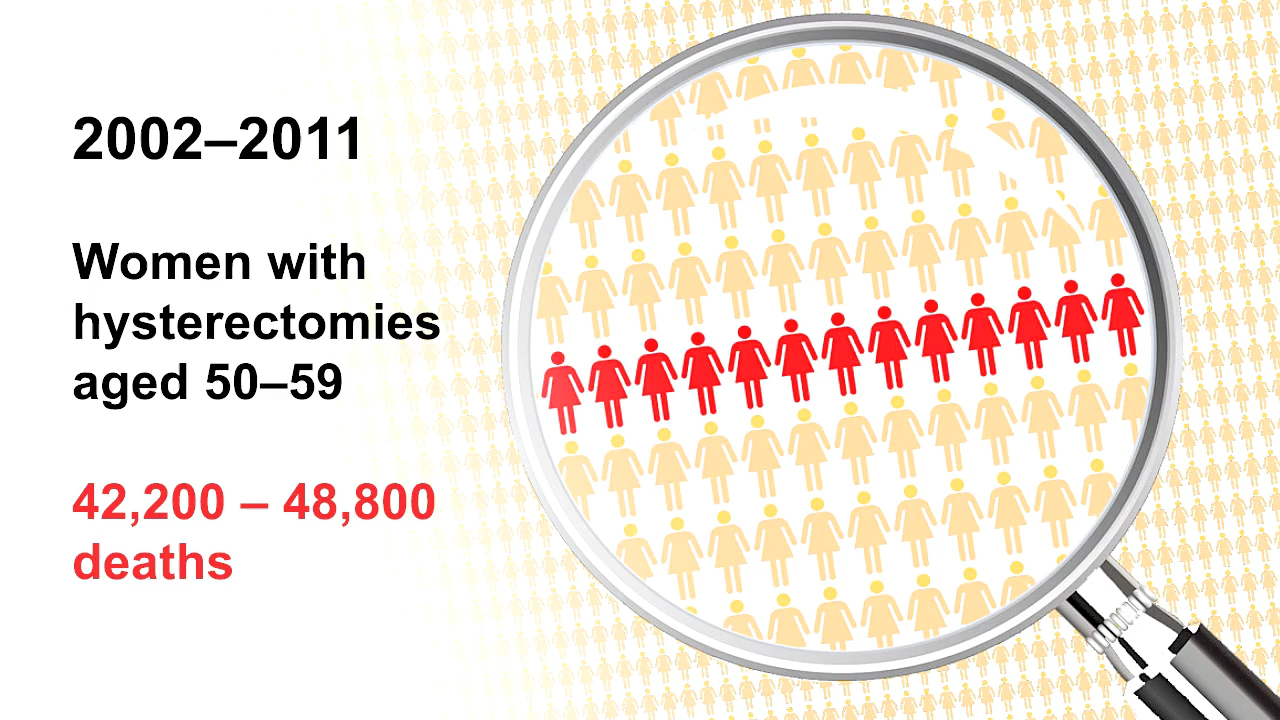 2002–2011
Women with
hysterectomies
aged 50–59
42,200 – 48,800
deaths